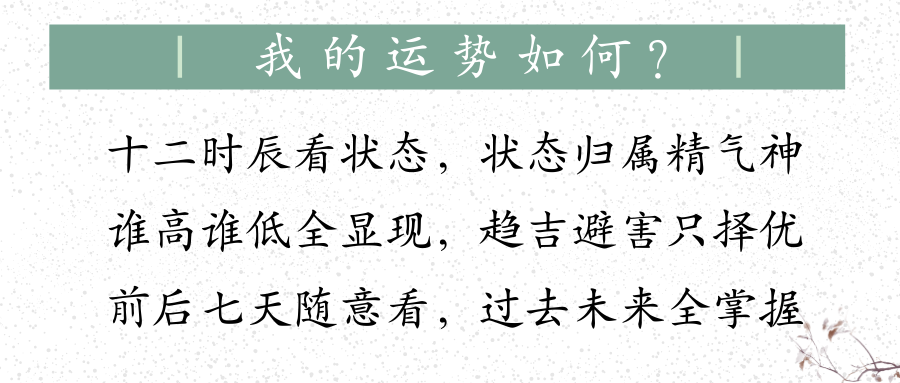 我的运势如何？
十二时辰看状态，状态归属精气神
谁高谁低全显现，趋吉避害只择优
前后七天随意看，过去未来全掌握